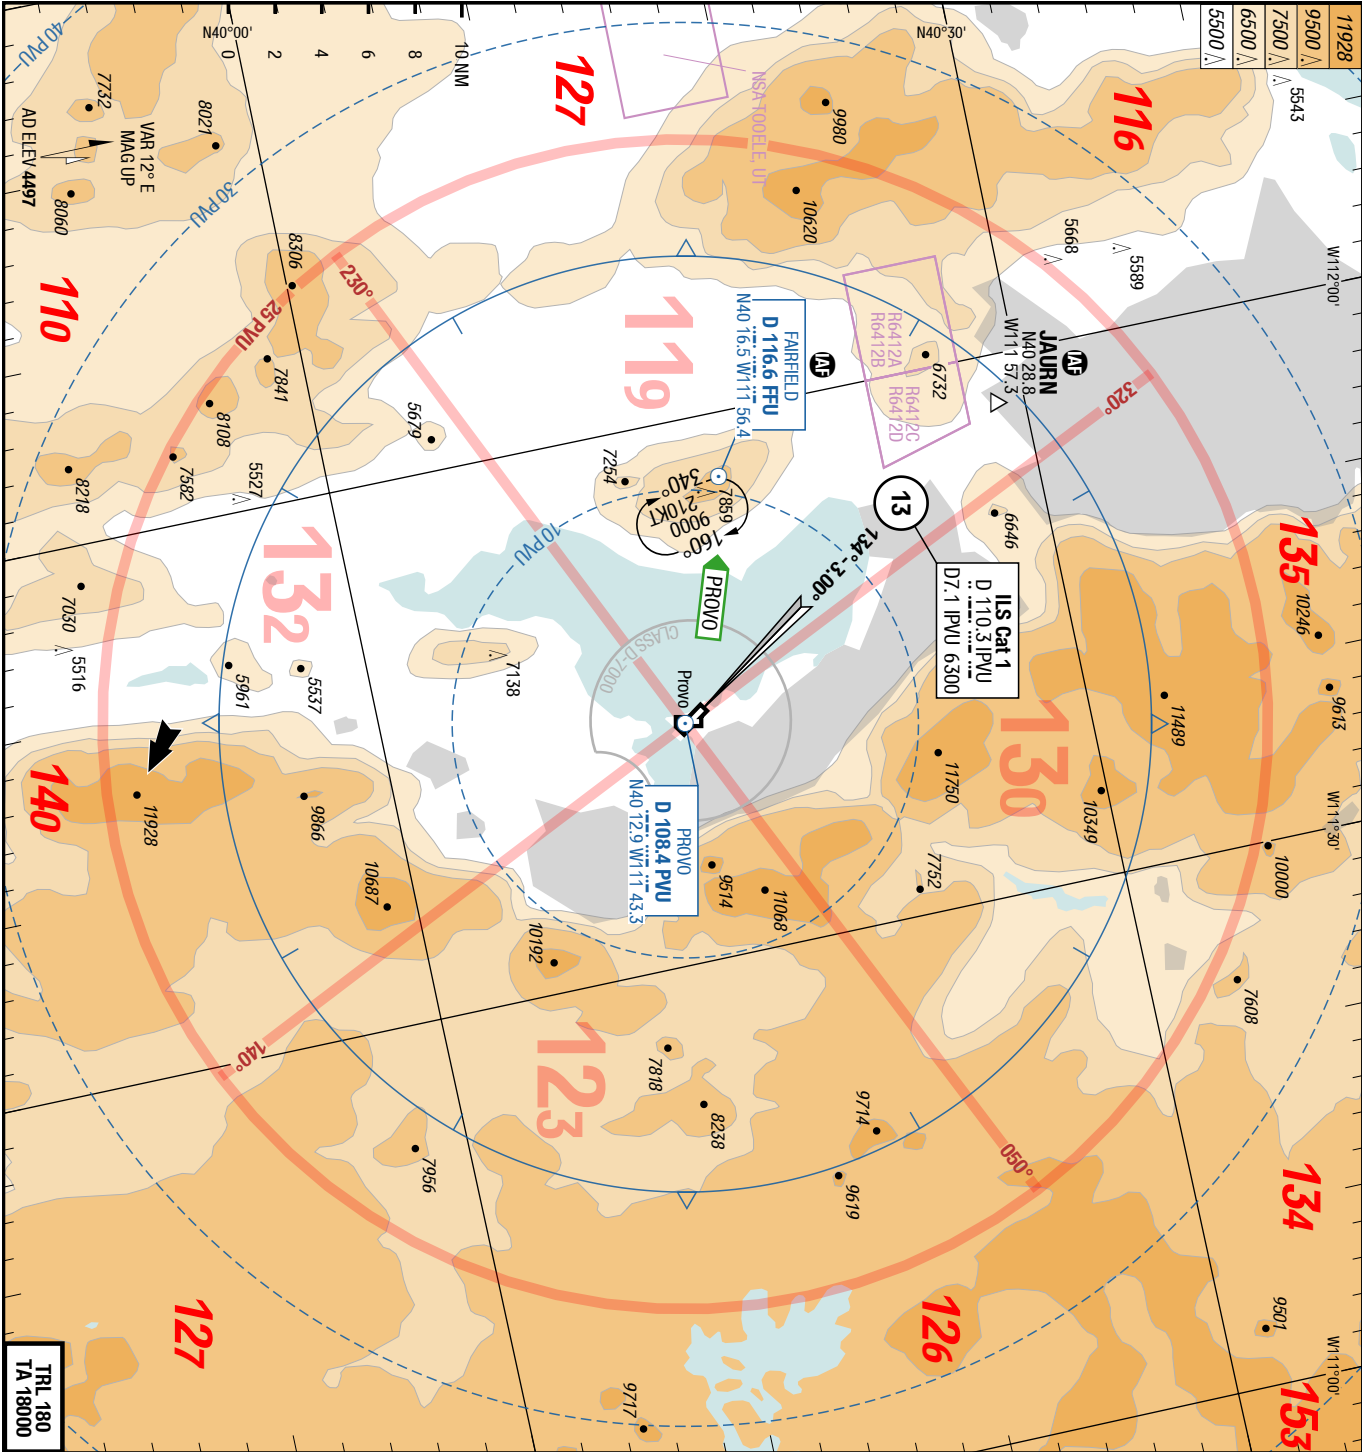 11928
9500
7500
6500
5500
5543
N40°30'
N40°00'
0
2
4
6
8
10 NM
40 PVU
30 PVU
25 PVU
10 PVU
7732
8021
8060
VAR 12° E
MAG UP
AD ELEV 4497
127
116
110
119
132
130
123
135
134
126
127
140
153
NSA TOOELE, UT
9980
10620
5668
5589
W112°00'
W111°30'
W111°00'
R6412A
R6412B
R6412C
R6412D
6732
IAF
JAURN
N40 28.8
W111 57.3
IAF
FAIRFIELD
D 116.6 FFU
N40 16.5 W111 56.4
230°
320°
050°
140°
8306
7841
8108
7582
5527
8218
7030
5516
5679
7254
7859
340°
210KT
9000
160°
PROVO
13
134° - 3.00°
ILS Cat 1
D 110.3 IPVU
D7.1 IPVU 6300
6646
10246
9613
11489
11750
10349
10000
7752
7608
CLASS D-7000
Provo
PROVO
D 108.4 PVU
N40 12.9 W111 43.3
7138
5537
5961
11928
9866
10687
10192
9514
11068
7818
8238
7956
9714
9619
9501
9717
TRL 180
TA 18000